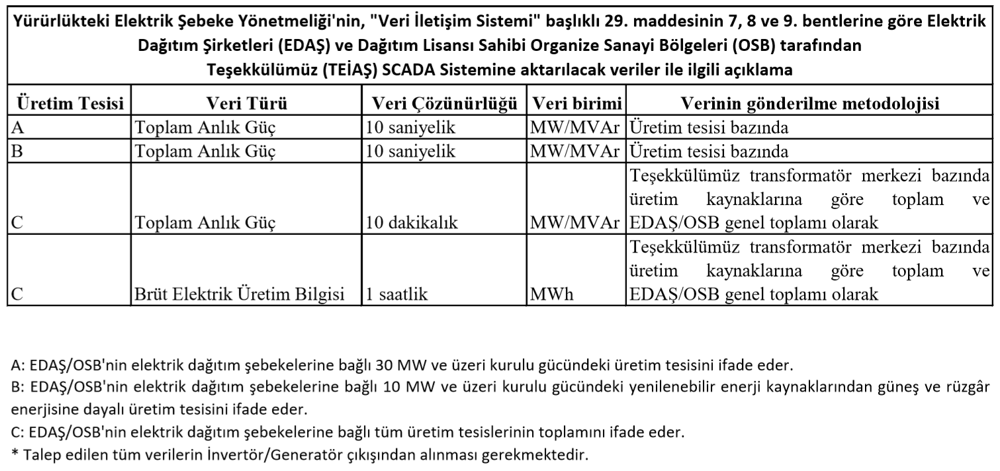 Yürürlükteki Elektrik Şebeke Yönetmeliği'nin, "Veri İletişim Sistemi" başlıklı 29. maddesinin 7, 8 ve 9. bentlerine göre Elektrik
Dağıtım Şirketleri (EDAŞ) ve Dağıtım Lisansı Sahibi Organize Sanayi Bölgeleri (OSB) tarafından
Teşekkülümüz (TEİAŞ) SCADA Sistemine aktarılacak veriler ile ilgili açıklama
Üretim Tesisi Veri Türü Veri Çözünürlüğü Veri birimi Verinin gönderilme metodolojisi
A Toplam Anlık Güç 10 saniyelik MW/MVAr Üretim tesisi bazında
B Toplam Anlık Güç 10 saniyelik MW/MVAr Üretim tesisi bazında
Teşekkülümüz transformatör merkezi bazında
üretim kaynaklarına göre toplam ve
C Toplam Anlık Güç 10 dakikalık MW/MVAr EDAŞ/OSB genel toplamı olarak
Teşekkülümüz transformatör merkezi bazında
üretim kaynaklarına göre toplam ve
C Brüt Elektrik Üretim Bilgisi 1 saatlik MWh EDAŞ/OSB genel toplamı olarak
A: EDAŞ/OSB'nin elektrik dağıtım şebekelerine bağlı 30 MW ve üzeri kurulu gücündeki üretim tesisini ifade eder.
B: EDAŞ/OSB'nin elektrik dağıtım şebekelerine bağlı 10 MW ve üzeri kurulu gücündeki yenilenebilir enerji kaynaklarından güneş ve rüzgâr
enerjisine dayalı üretim tesisini ifade eder.
C: EDAŞ/OSB'nin elektrik dağıtım şebekelerine bağlı tüm üretim tesislerinin toplamını ifade eder.
* Talep edilen tüm verilerin İnvertör/Generatör çıkışından alınması gerekmektedir.